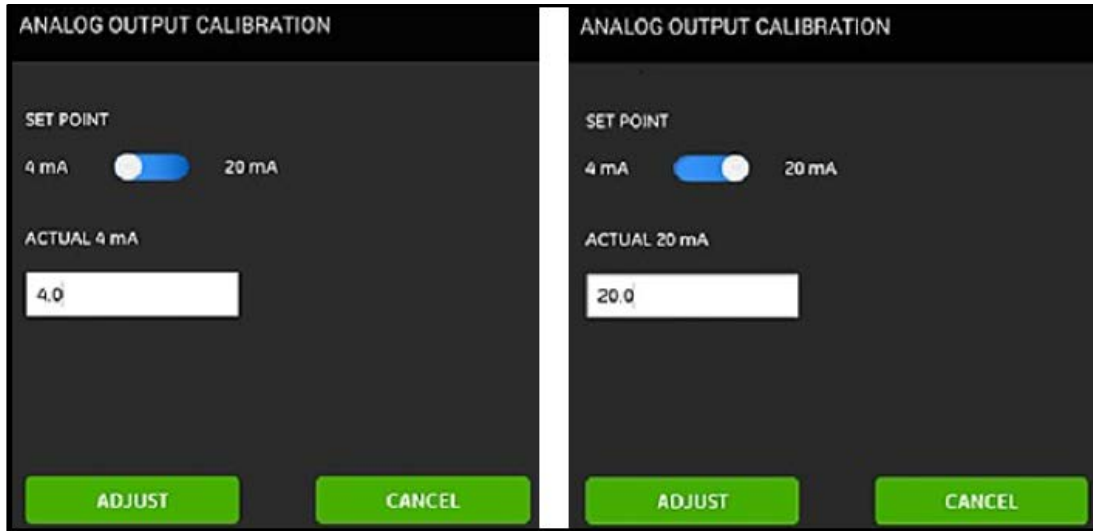 ANALOG OUTPUT CALIBRATION
SET POINT
4 mA 20 mA
ACTUAL 4 mA
4.0
ADJUST CANCEL
ANALOG OUTPUT CALIBRATION
SET POINT
4 mA 20 mA
ACTUAL 20 mA
20.0
ADJUST CANCEL